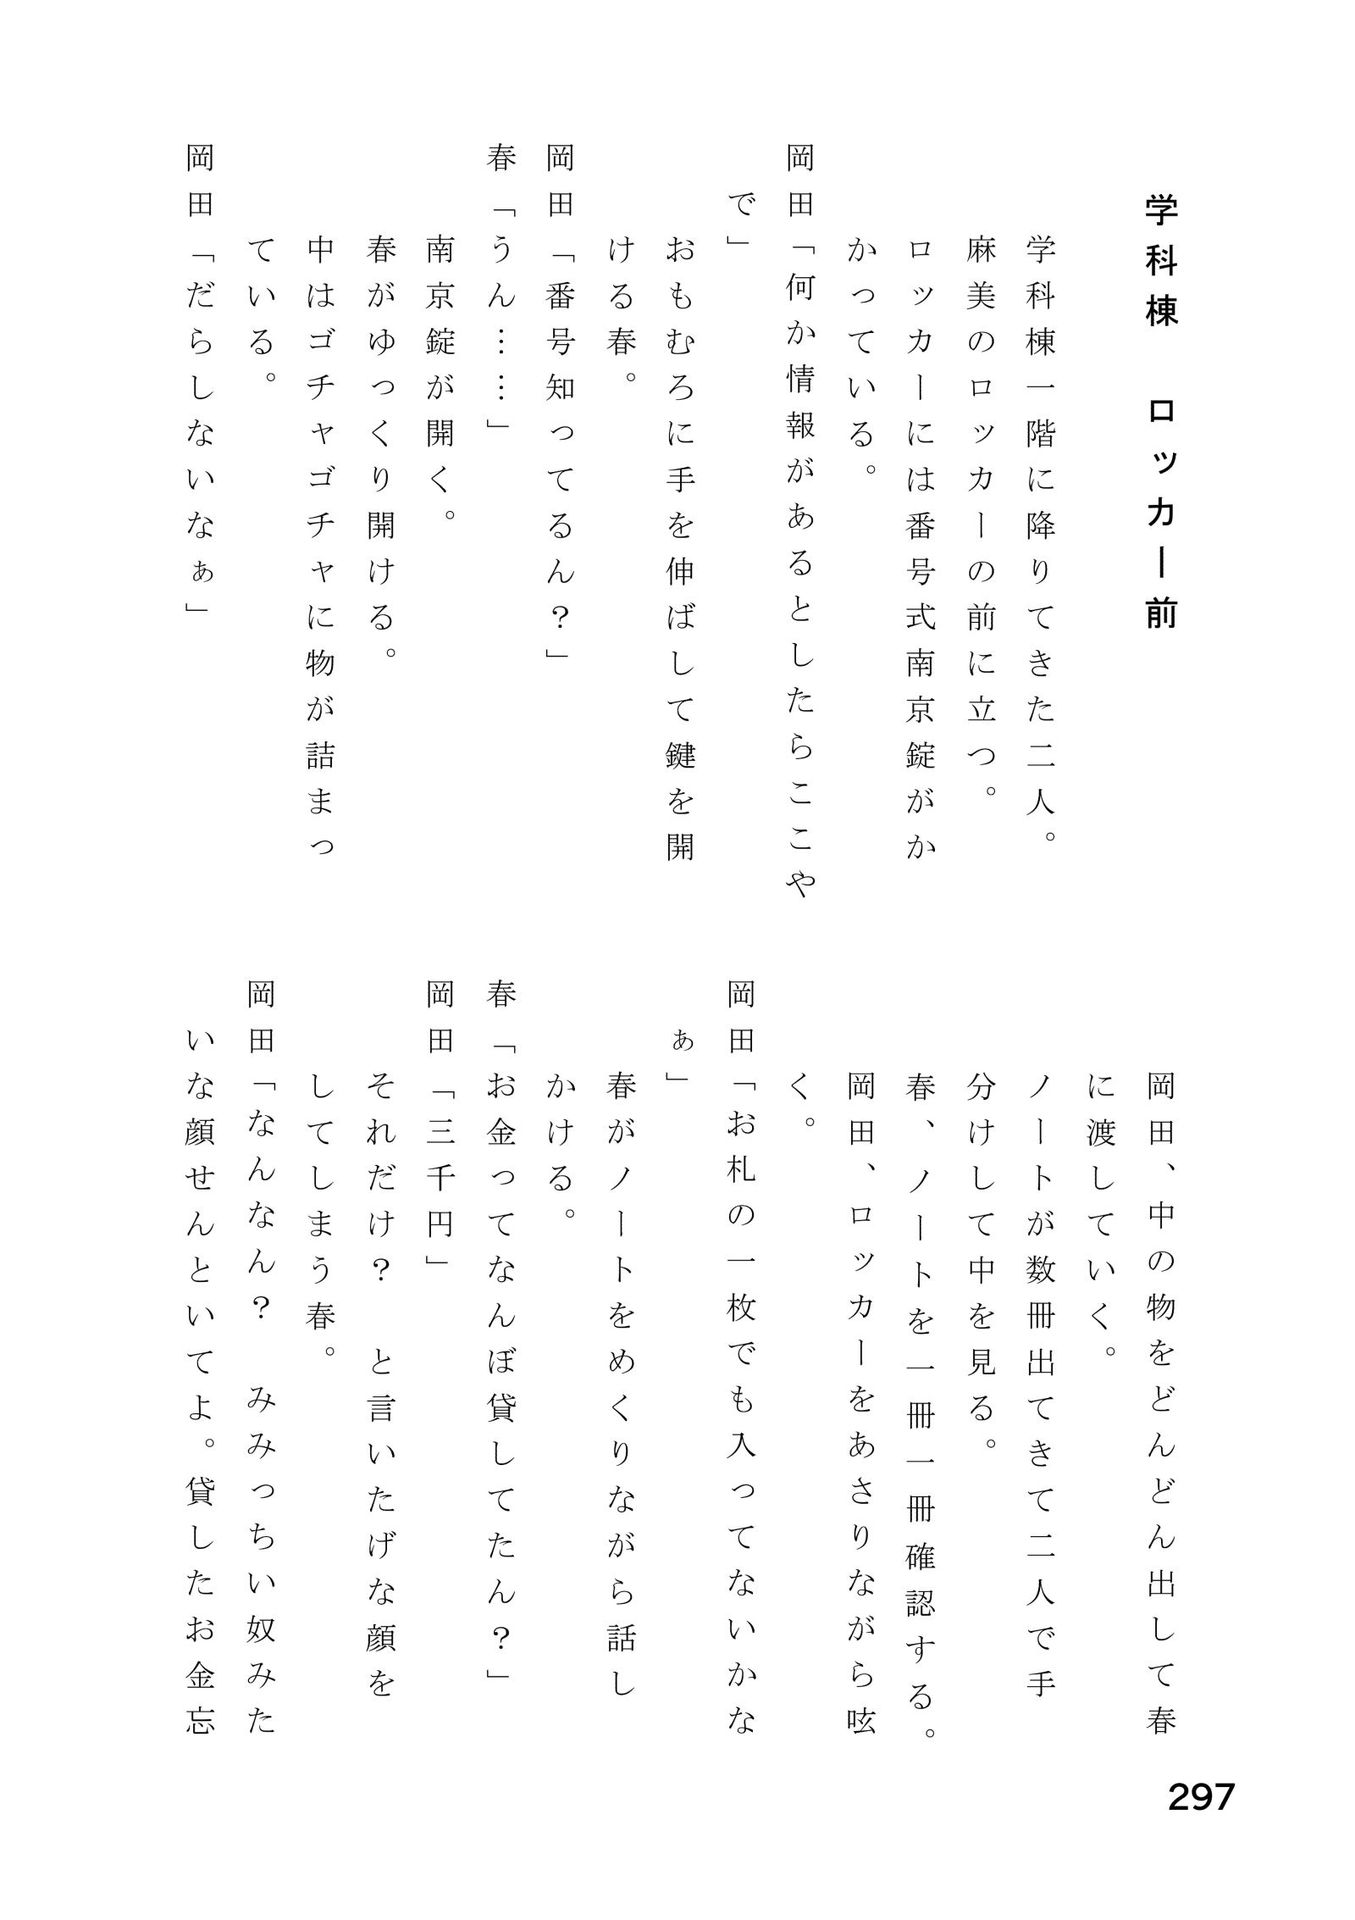 学科棟　ロッカー前
学科棟一階に降りてきた二人。
麻美のロッカーの前に立つ。
ロッカーには番号式南京錠がか
かっている。
岡田「何か情報があるとしたらここや
で」
おもむろに手を伸ばして鍵を開
ける春。
岡田「番号知ってるん？」
春「うん……」
南京錠が開く。
春がゆっくり開ける。
中はゴチャゴチャに物が詰まっ
ている。
岡田「だらしないなぁ」
岡田、中の物をどんどん出して春
に渡していく。
ノートが数冊出てきて二人で手
分けして中を見る。
春、ノートを一冊一冊確認する。
岡田、ロッカーをあさりながら呟
く。
岡田「お札の一枚でも入ってないかな
ぁ」
春がノートをめくりながら話し
かける。
春「お金ってなんぼ貸してたん？」
岡田「三千円」
それだけ？　と言いたげな顔を
してしまう春。
岡田「なんなん？　みみっちい奴みた
いな顔せんといてよ。貸したお金忘
297